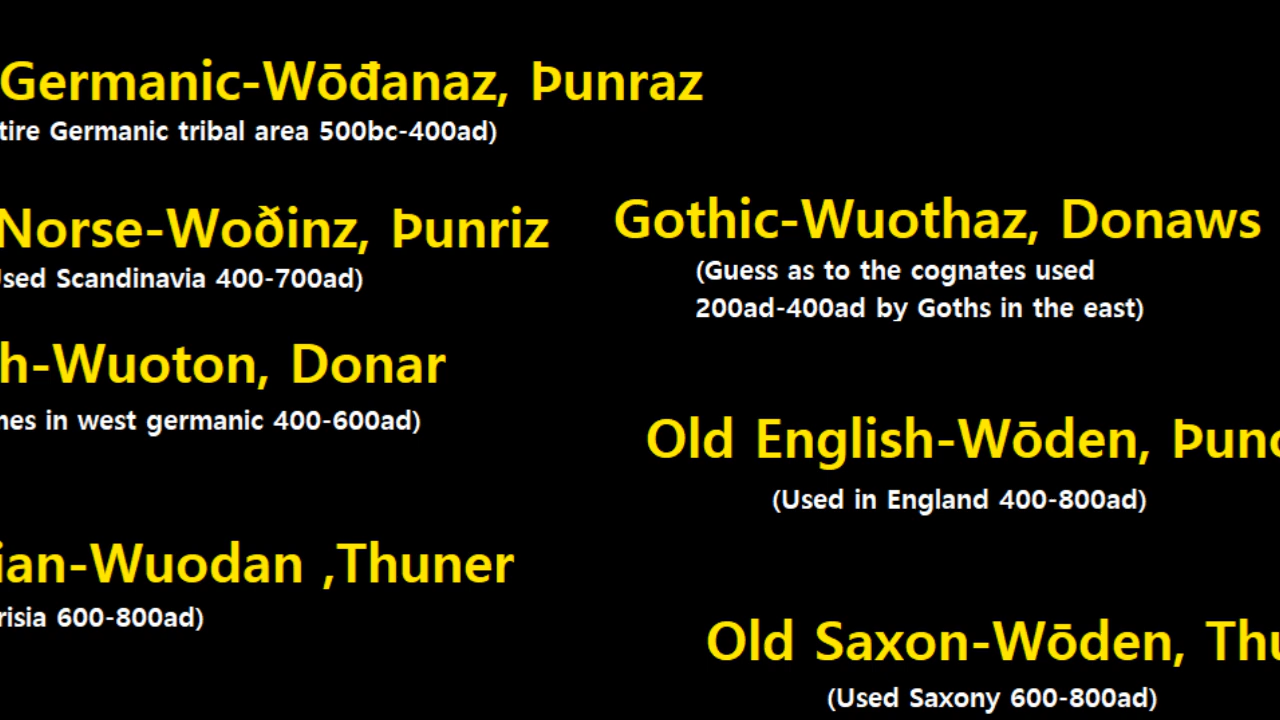 Germanic-Wōđanaz, Þunraz
tire Germanic tribal area 500bc-400ad)
Norse-Woðinz, Þunriz
Used Scandinavia 400-700ad)
Gothic-Wuothaz, Donaws
(Guess as to the cognates used
200ad-400ad by Goths in the east)
h-Wuoton, Donar
nes in west germanic 400-600ad)
Old English-Wōden, Þuno
(Used in England 400-800ad)
ian-Wuodan ,Thuner
risia 600-800ad)
Old Saxon-Wōden, Thu
(Used Saxony 600-800ad)